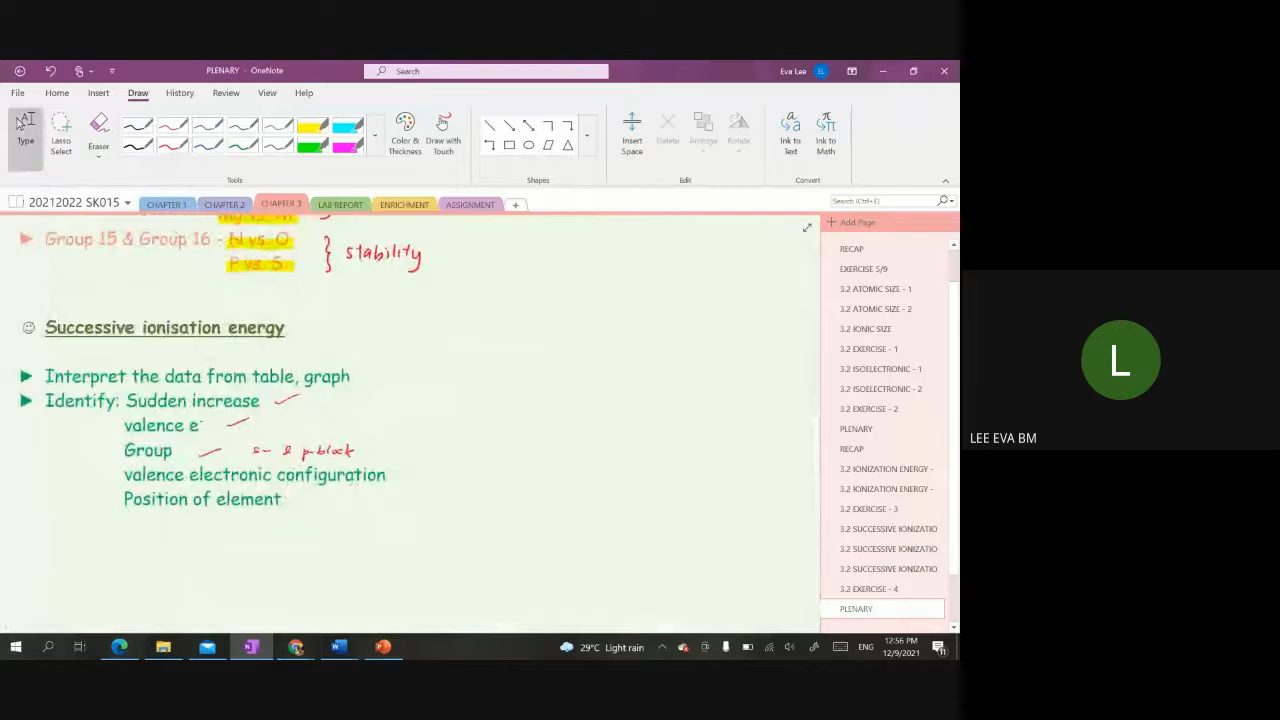 PLENARY - OneNote
Search
Eva Lee
EL
File
Home
Insert
Draw
History
Review
View
Help
Type
Lasso Select
Eraser
Color & Thickness
Draw with Touch
Insert Space
Delete
Arrange
Rotate
Ink to Text
Ink to Math
Tools
Shapes
Edit
Convert
20212022 SK015
CHAPTER 1
CHAPTER 2
CHAPTER 3
LAB REPORT
ENRICHMENT
ASSIGNMENT
Search (Ctrl+E)
Group 15 & Group 16 - N vs. O
P vs. S
stability
Successive ionisation energy
Interpret the data from table, graph
Identify: Sudden increase
valence e-
Group s- & p-block
valence electronic configuration
Position of element
Add Page
RECAP
EXERCISE 5/9
3.2 ATOMIC SIZE - 1
3.2 ATOMIC SIZE - 2
3.2 IONIC SIZE
3.2 EXERCISE - 1
3.2 ISOELECTRONIC - 1
3.2 ISOELECTRONIC - 2
3.2 EXERCISE - 2
PLENARY
RECAP
3.2 IONIZATION ENERGY -
3.2 IONIZATION ENERGY -
3.2 EXERCISE - 3
3.2 SUCCESSIVE IONIZATIO
3.2 SUCCESSIVE IONIZATIO
3.2 SUCCESSIVE IONIZATIO
3.2 EXERCISE - 4
PLENARY
29°C Light rain
ENG
12:56 PM
12/9/2021
L
LEE EVA BM